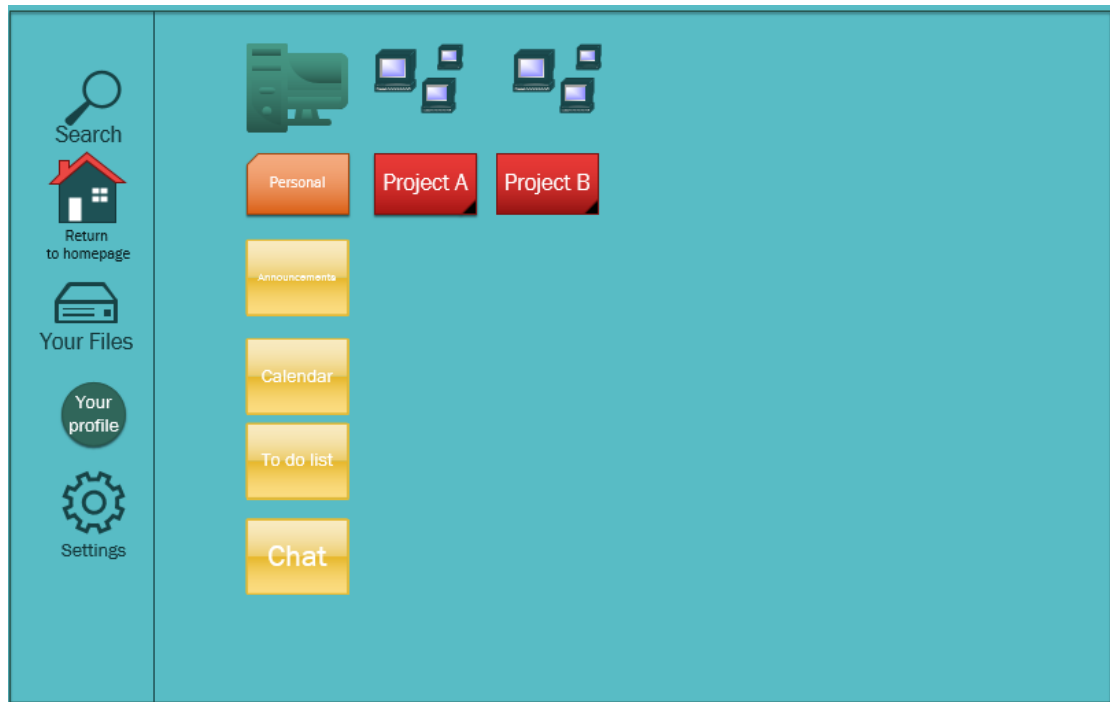 Search
Return
to homepage
Your Files
Your
profile
Settings
Personal
Project A
Project B
Announcements
Calendar
To do list
Chat